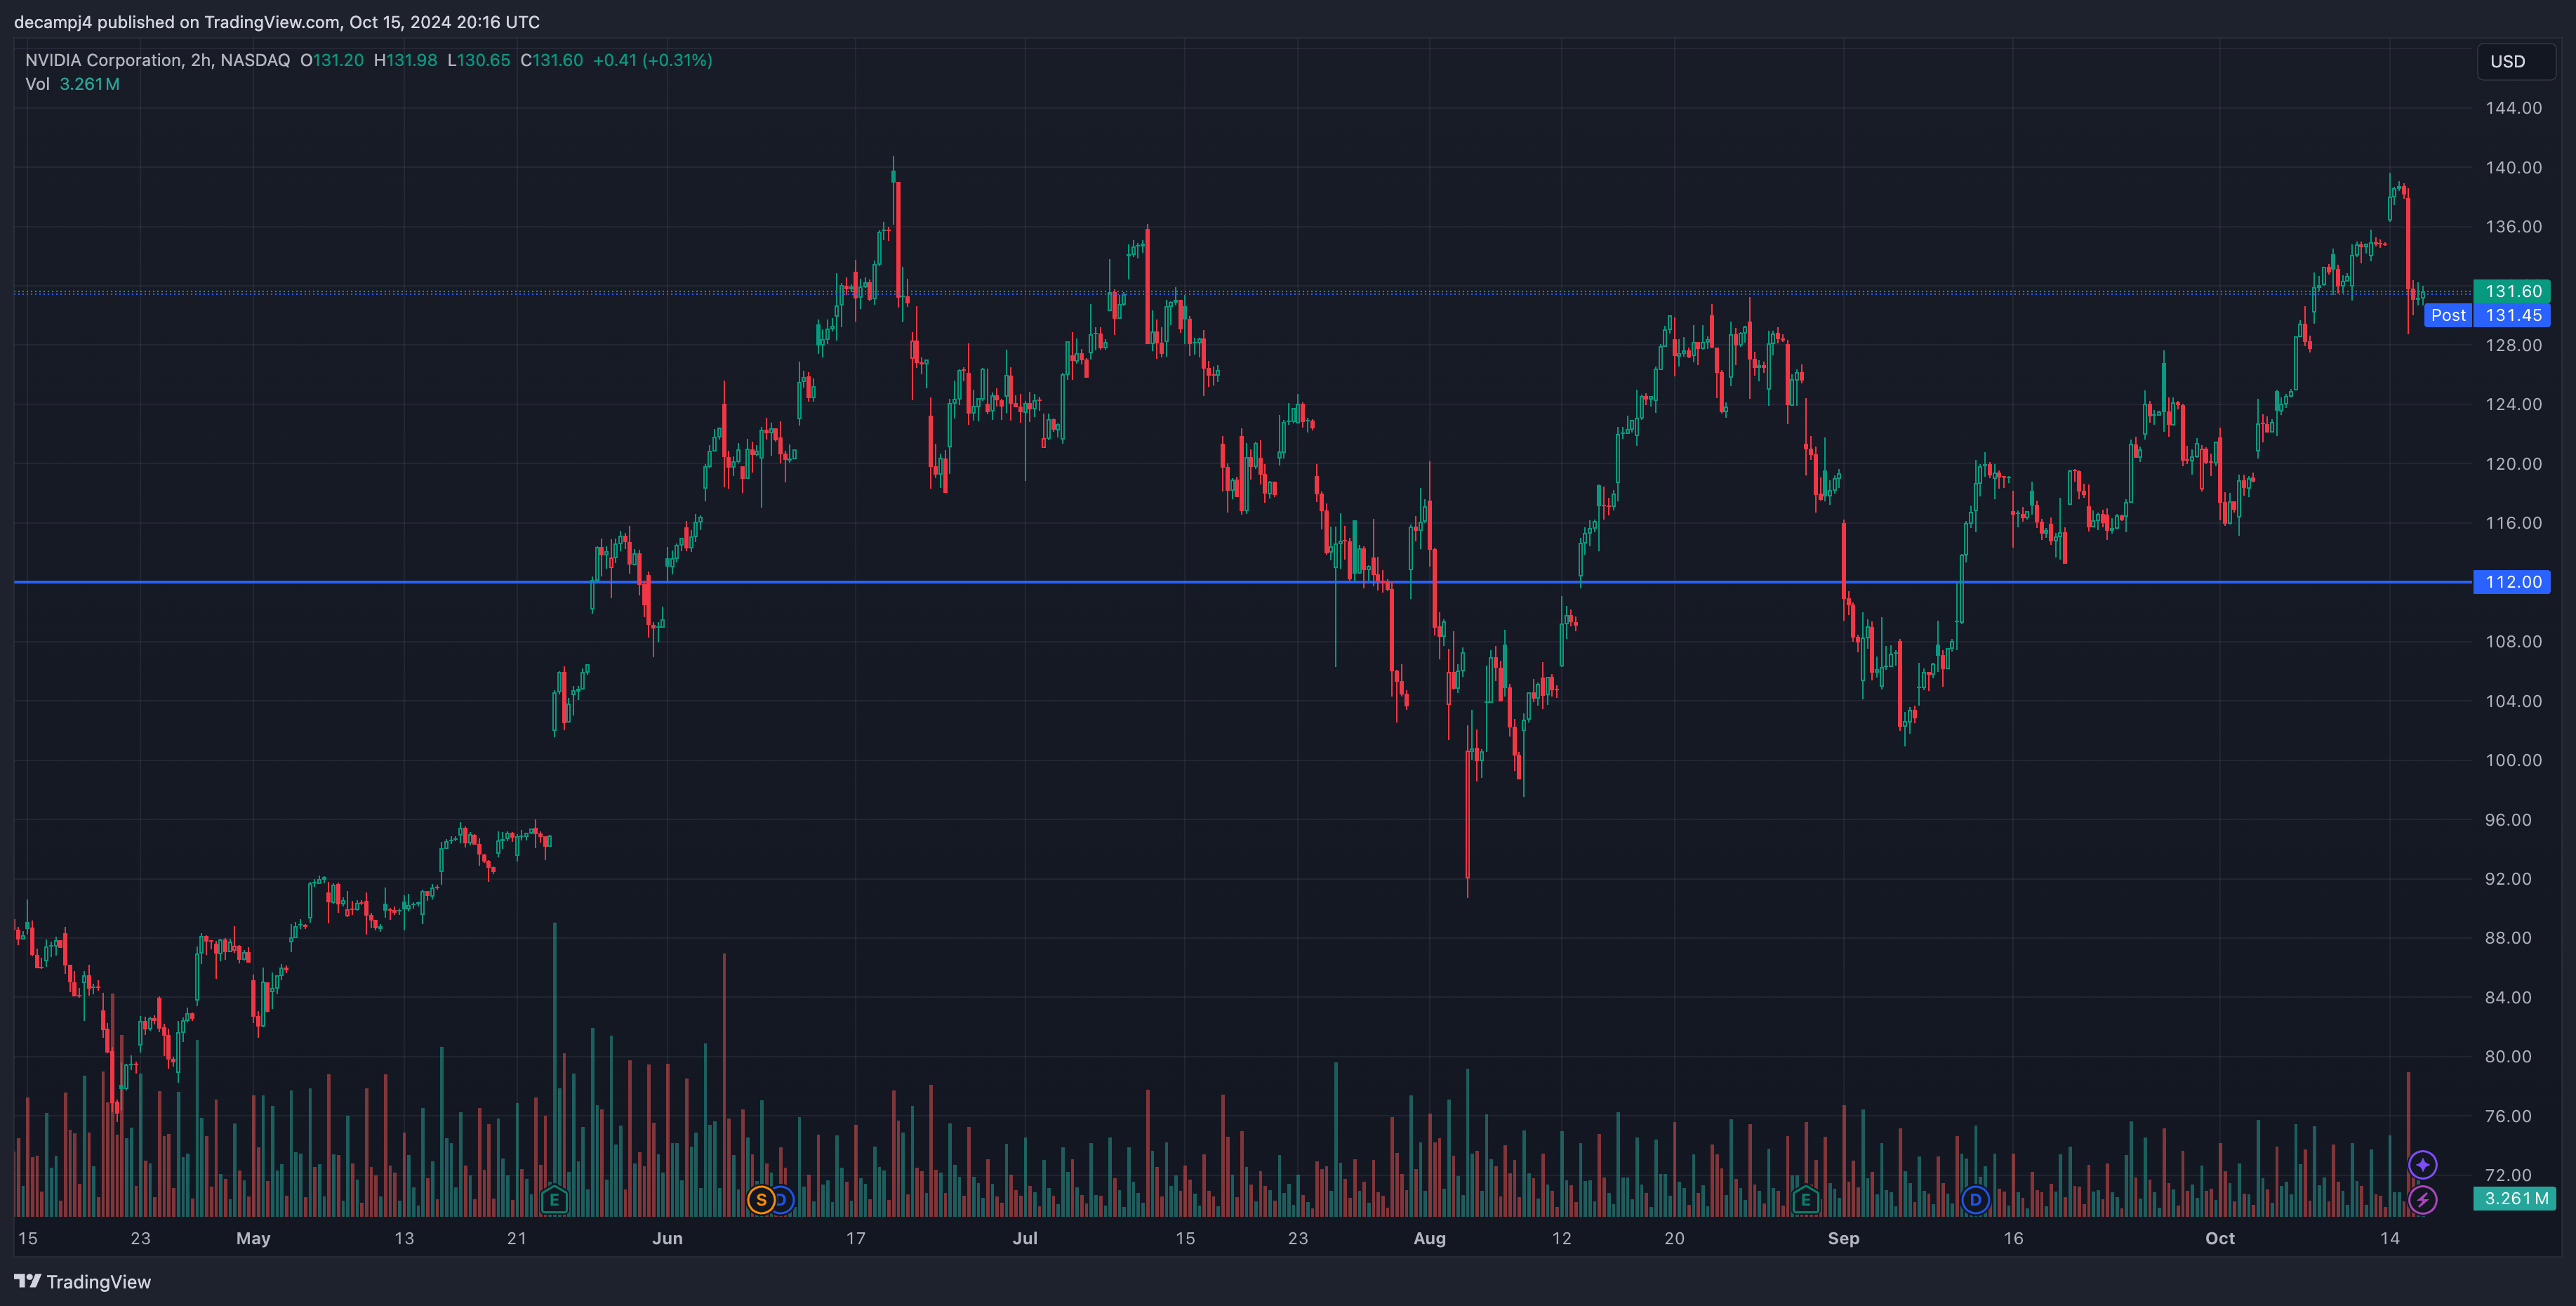 decampj4 published on TradingView.com, Oct 15, 2024 20:16 UTC
NVIDIA Corporation, 2h, NASDAQ O131.20 H131.98 L130.65 C131.60 +0.41 (+0.31%)
Vol 3.261M
USD
144.00
140.00
136.00
131.60
Post 131.45
128.00
124.00
120.00
116.00
112.00
108.00
104.00
100.00
96.00
92.00
88.00
84.00
80.00
76.00
72.00
3.261M
E S D E D
15 23 May 13 21 Jun 17 Jul 15 23 Aug 12 20 Sep 16 Oct 14
TradingView